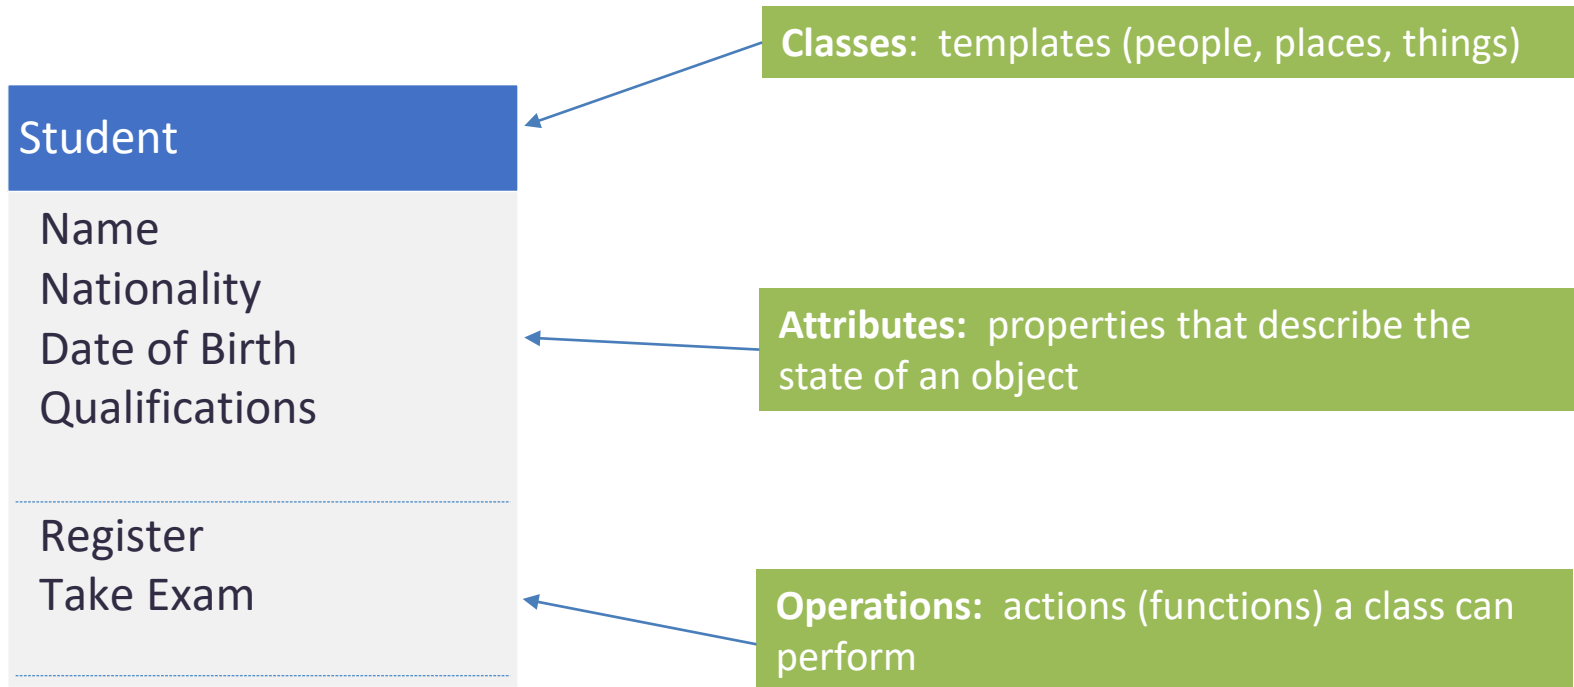 Classes:  templates (people, places, things)
Student
Name
Nationality
Date of Birth
Qualifications
Attributes:  properties that describe the
state of an object
Register
Take Exam
Operations:  actions (functions) a class can
perform